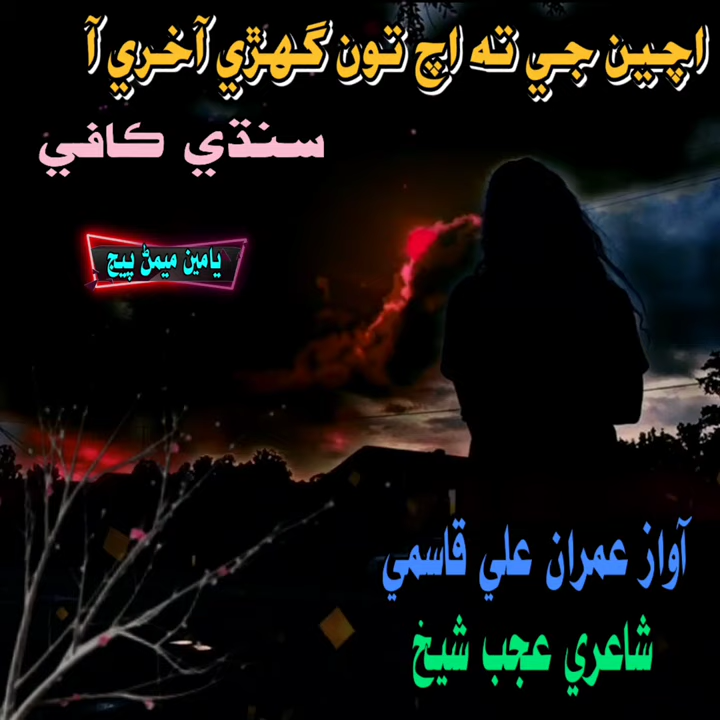 اچين جي ته اچ تون گهڙي آخري آ
سنڌي ڪافي
يامين ميمڻ پيج
آواز عمران علي قاسمي
شاعري عجب شيخ